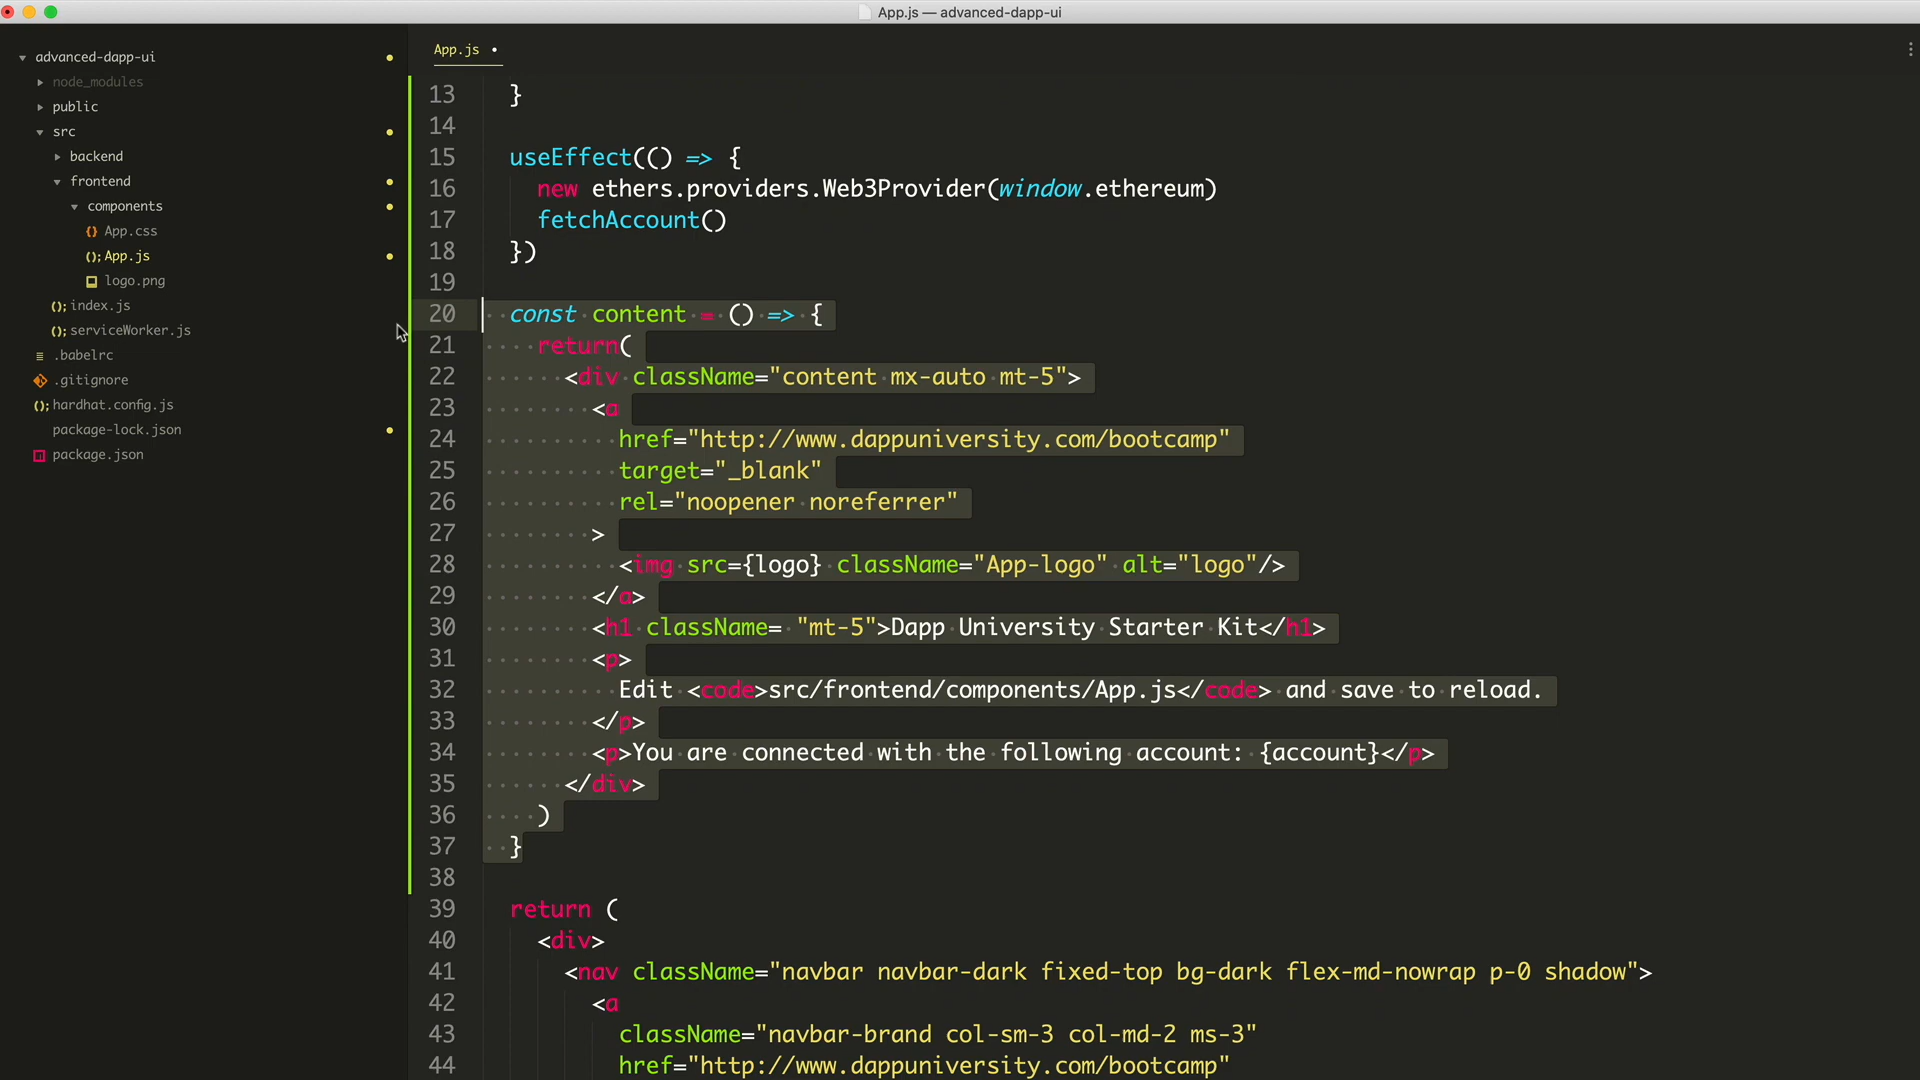 App.js — advanced-dapp-ui
advanced-dapp-ui
node_modules
public
src
backend
frontend
components
{} App.css
(); App.js
logo.png
(); index.js
(); serviceWorker.js
.babelrc
.gitignore
(); hardhat.config.js
package-lock.json
package.json
App.js
13 }
14
15 useEffect(() => {
16 new ethers.providers.Web3Provider(window.ethereum)
17 fetchAccount()
18 })
19
20 const content = () => {
21 return(
22 <div className="content mx-auto mt-5">
23 <a
24 href="http://www.dappuniversity.com/bootcamp"
25 target="_blank"
26 rel="noopener noreferrer"
27 >
28 <img src={logo} className="App-logo" alt="logo"/>
29 </a>
30 <h1 className= "mt-5">Dapp University Starter Kit</h1>
31 <p>
32 Edit <code>src/frontend/components/App.js</code> and save to reload.
33 </p>
34 <p>You are connected with the following account: {account}</p>
35 </div>
36 )
37 }
38
39 return (
40 <div>
41 <nav className="navbar navbar-dark fixed-top bg-dark flex-md-nowrap p-0 shadow">
42 <a
43 className="navbar-brand col-sm-3 col-md-2 ms-3"
44 href="http://www.dappuniversity.com/bootcamp"